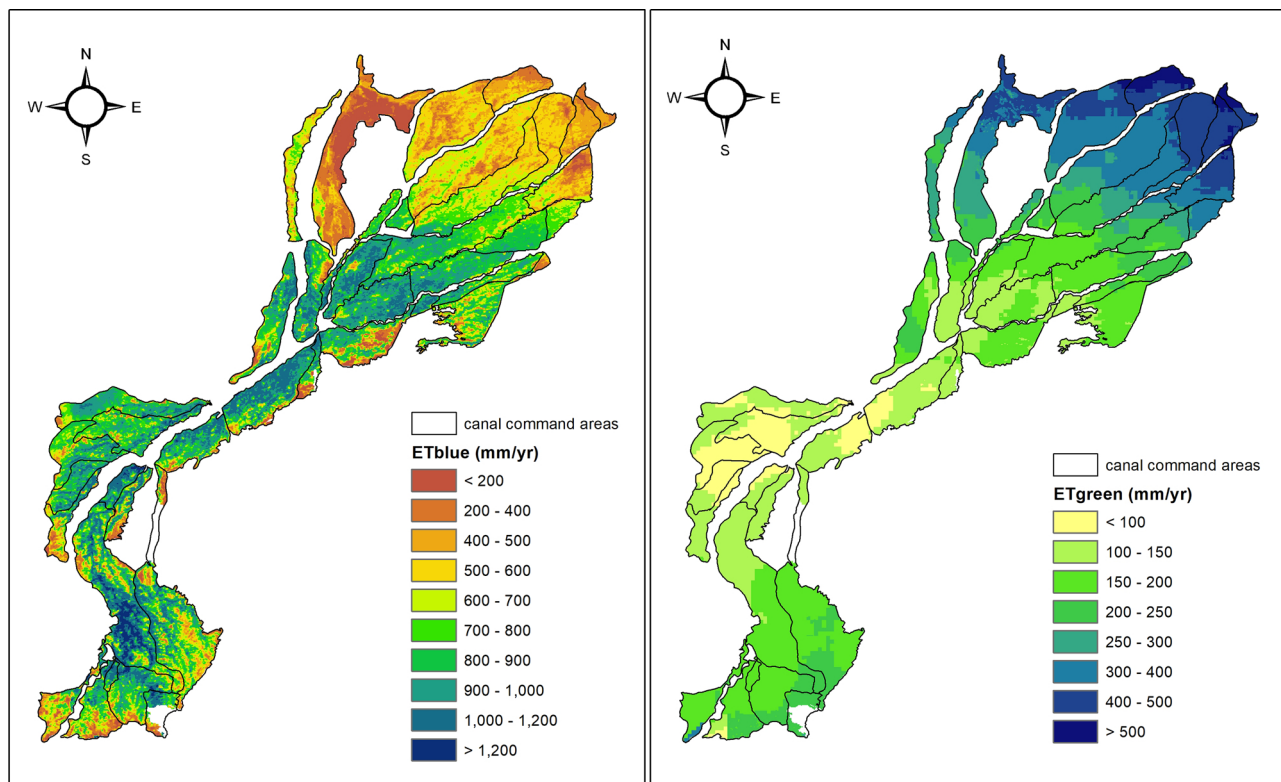 N
W E
S
canal command areas
ETblue (mm/yr)
< 200
200 - 400
400 - 500
500 - 600
600 - 700
700 - 800
800 - 900
900 - 1,000
1,000 - 1,200
> 1,200
N
W E
S
canal command areas
ETgreen (mm/yr)
< 100
100 - 150
150 - 200
200 - 250
250 - 300
300 - 400
400 - 500
> 500